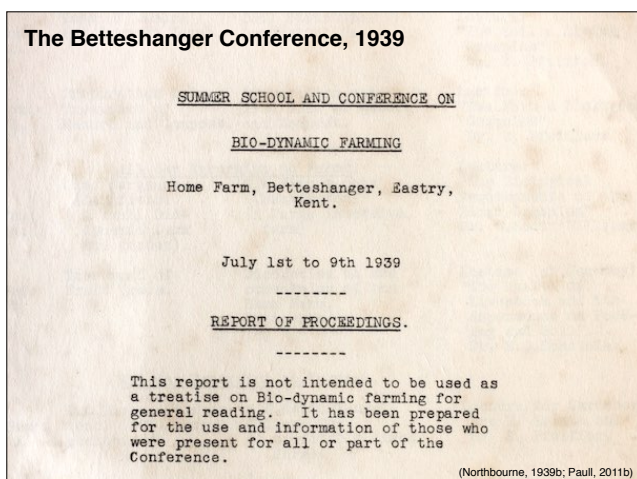 The Betteshanger Conference, 1939
SUMMER SCHOOL AND CONFERENCE ON
BIO-DYNAMIC FARMING
Home Farm, Betteshanger, Eastry,
Kent.
July 1st to 9th 1939
--------
REPORT OF PROCEEDINGS.
--------
This report is not intended to be used as
a treatise on Bio-dynamic farming for
general reading. It has been prepared
for the use and information of those who
were present for all or part of the
Conference.
(Northbourne, 1939b; Paull, 2011b)